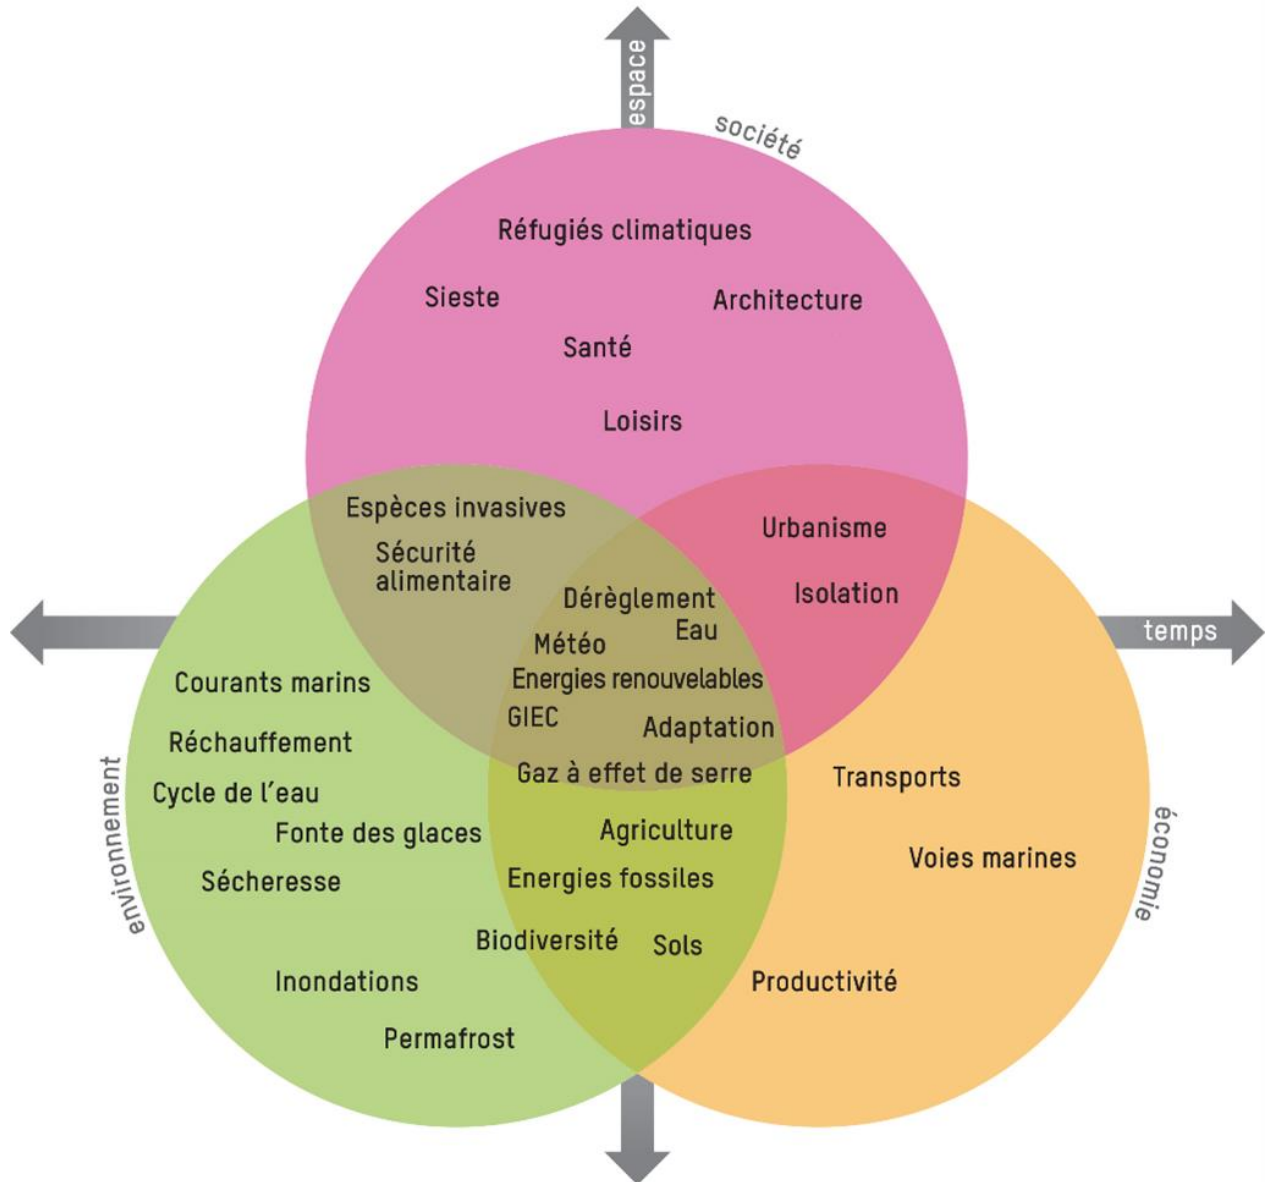 espace
société
Réfugiés climatiques
Sieste
Architecture
Santé
Loisirs
Espèces invasives
Sécurité
alimentaire
Urbanisme
Isolation
Dérèglement
Eau
Météo
Energies renouvelables
GIEC
Adaptation
Gaz à effet de serre
temps
Courants marins
Réchauffement
Cycle de l'eau
Fonte des glaces
Sécheresse
Inondations
Permafrost
environnement
Agriculture
Energies fossiles
Biodiversité
Sols
Transports
Voies marines
Productivité
économie